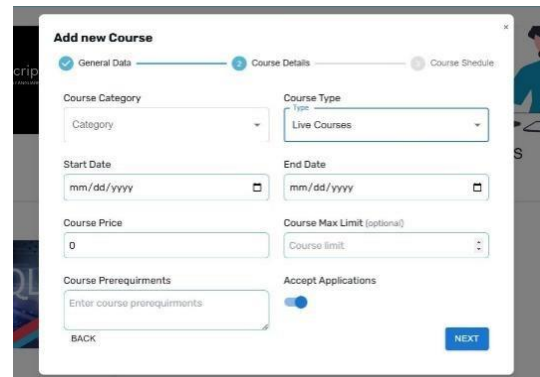 Add new Course
×
General Data
2 Course Details
3 Course Shedule
Course Category
Course Type
Type
Category
Live Courses
Start Date
End Date
mm/dd/yyyy
mm/dd/yyyy
Course Price
Course Max Limit (optional)
0
Course limit
Course Prerequirments
Accept Applications
Enter course prerequirments
BACK
NEXT
crip
S
QL